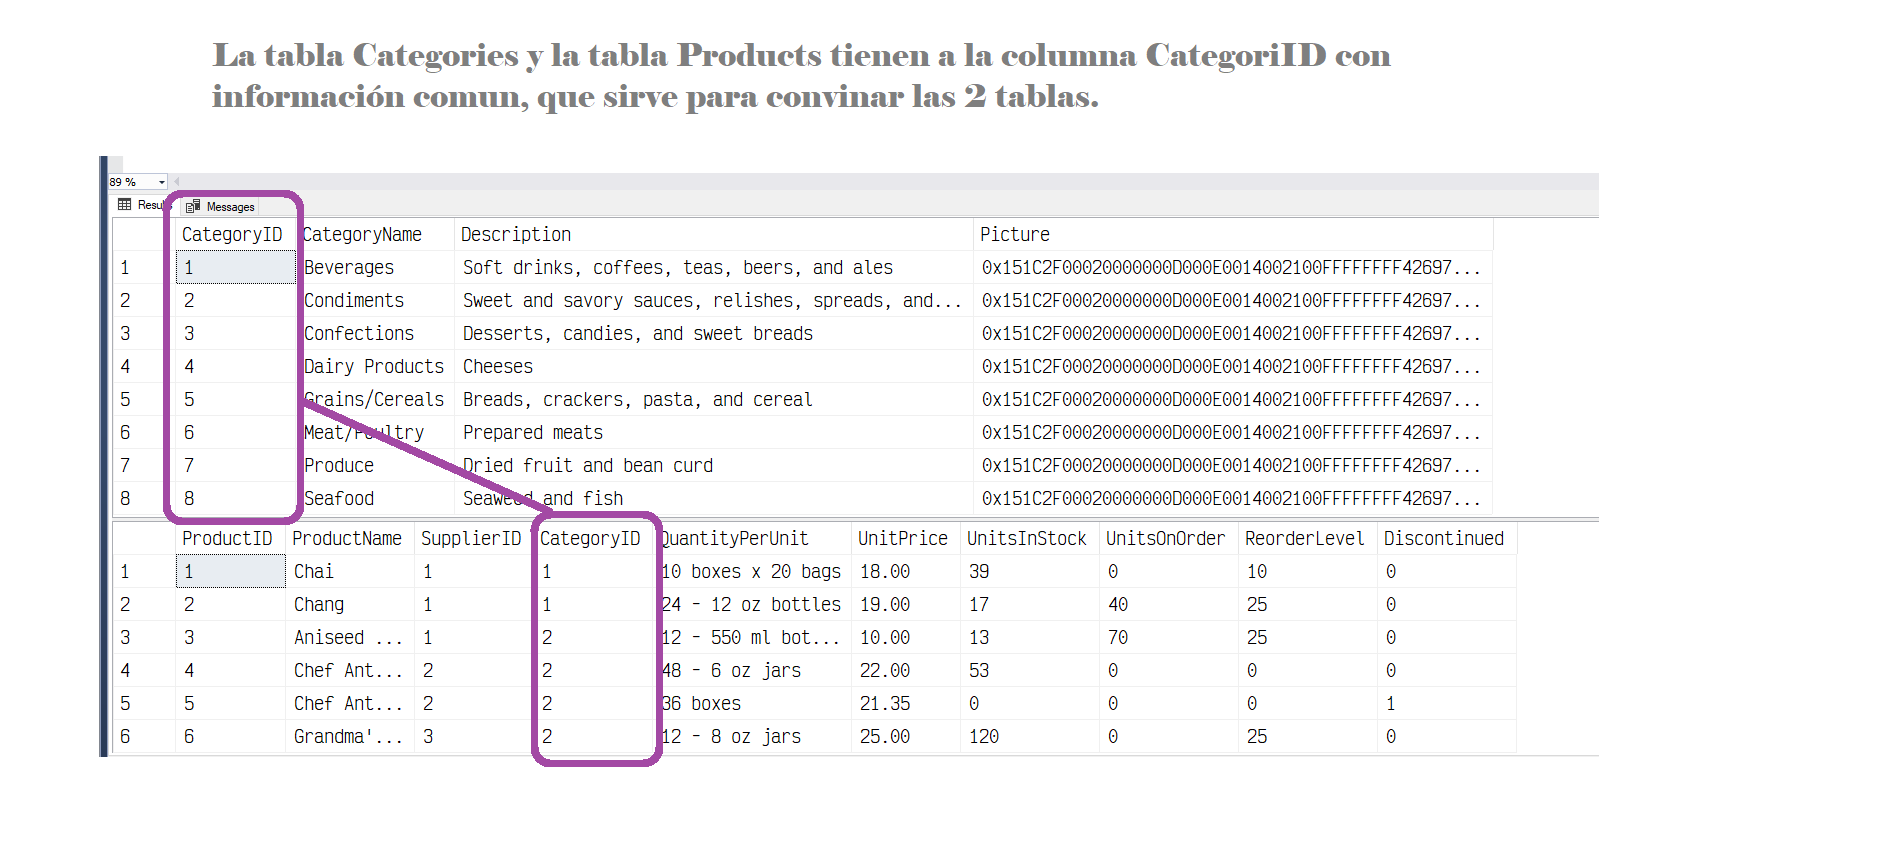 La tabla Categories y la tabla Products tienen a la columna CategoriID con
información comun, que sirve para convinar las 2 tablas.
89 %
Messages
CategoryID CategoryName Description Picture
1 1 Beverages Soft drinks, coffees, teas, beers, and ales 0x151C2F00020000000D000E0014002100FFFFFFFF42697...
2 2 Condiments Sweet and savory sauces, relishes, spreads, and... 0x151C2F00020000000D000E0014002100FFFFFFFF42697...
3 3 Confections Desserts, candies, and sweet breads 0x151C2F00020000000D000E0014002100FFFFFFFF42697...
4 4 Dairy Products Cheeses 0x151C2F00020000000D000E0014002100FFFFFFFF42697...
5 5 Grains/Cereals Breads, crackers, pasta, and cereal 0x151C2F00020000000D000E0014002100FFFFFFFF42697...
6 6 Meat/Poultry Prepared meats 0x151C2F00020000000D000E0014002100FFFFFFFF42697...
7 7 Produce Dried fruit and bean curd 0x151C2F00020000000D000E0014002100FFFFFFFF42697...
8 8 Seafood Seaweed and fish 0x151C2F00020000000D000E0014002100FFFFFFFF42697...
ProductID ProductName SupplierID CategoryID QuantityPerUnit UnitPrice UnitsInStock UnitsOnOrder ReorderLevel Discontinued
1 1 Chai 1 1 10 boxes x 20 bags 18.00 39 0 10 0
2 2 Chang 1 1 24 - 12 oz bottles 19.00 17 40 25 0
3 3 Aniseed ... 1 2 12 - 550 ml bot... 10.00 13 70 25 0
4 4 Chef Ant... 2 2 48 - 6 oz jars 22.00 53 0 0 0
5 5 Chef Ant... 2 2 36 boxes 21.35 0 0 0 1
6 6 Grandma'... 3 2 12 - 8 oz jars 25.00 120 0 25 0